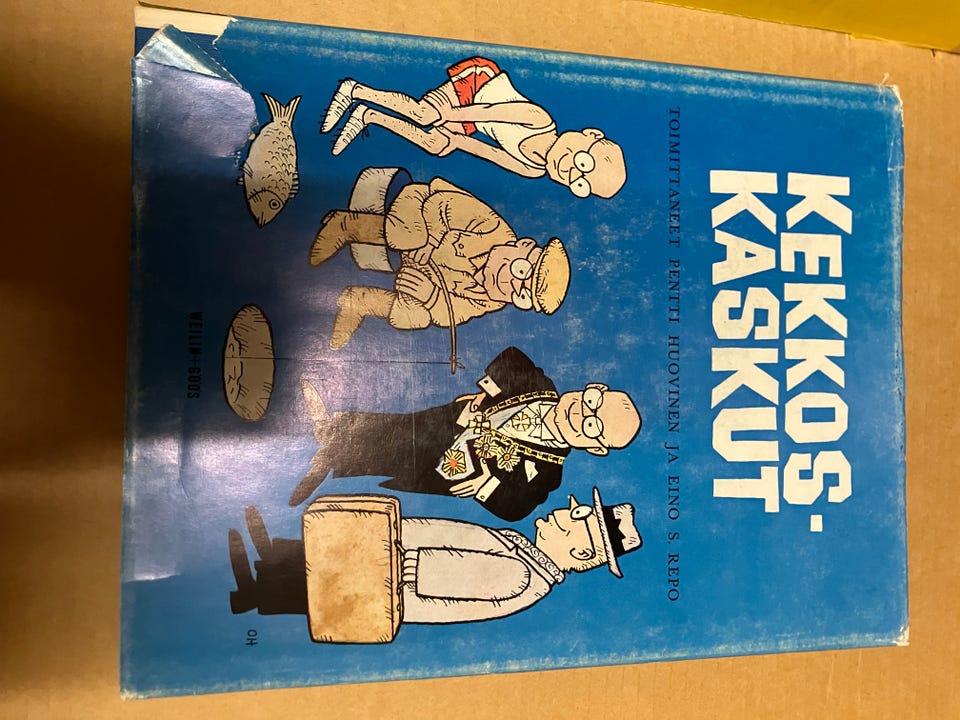 KEKKOS-
KASKUT
TOIMITTANEET PENTTI HUOVINEN JA EINO S. REPO
WEILIN+GÖÖS
OH